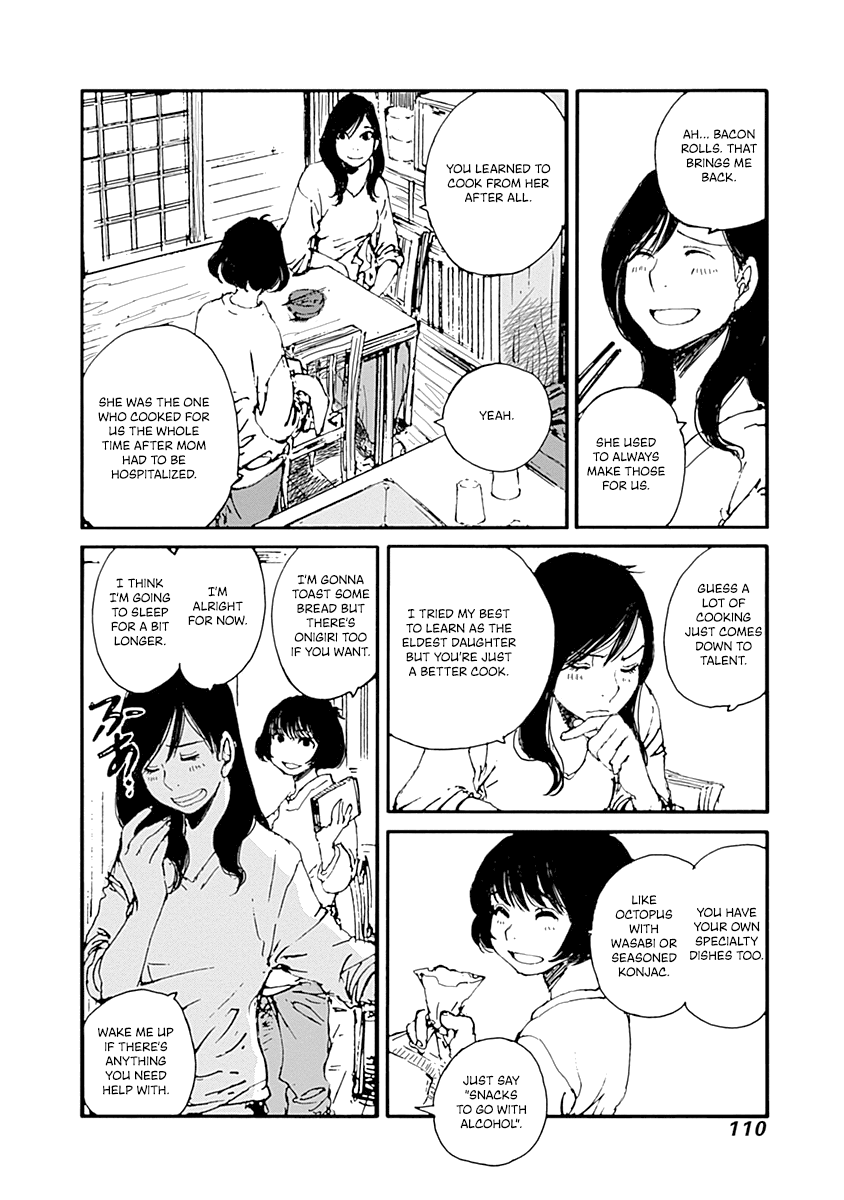 AH... BACON
ROLLS. THAT
BRINGS ME
BACK.
SHE USED
TO ALWAYS
MAKE THOSE
FOR US.
YOU LEARNED TO
COOK FROM HER
AFTER ALL.
YEAH.
SHE WAS THE ONE
WHO COOKED FOR
US THE WHOLE
TIME AFTER MOM
HAD TO BE
HOSPITALIZED.
GUESS A
LOT OF
COOKING
JUST COMES
DOWN TO
TALENT.
I TRIED MY BEST
TO LEARN AS THE
ELDEST DAUGHTER
BUT YOU'RE JUST
A BETTER COOK.
YOU HAVE
YOUR OWN
SPECIALTY
DISHES TOO.
LIKE
OCTOPUS
WITH
WASABI OR
SEASONED
KONJAC.
JUST SAY
"SNACKS
TO GO WITH
ALCOHOL".
I'M GONNA
TOAST SOME
BREAD BUT
THERE'S
ONIGIRI TOO
IF YOU WANT.
I'M
ALRIGHT
FOR NOW.
I THINK
I'M GOING
TO SLEEP
FOR A BIT
LONGER.
ふあ…
WAKE ME UP
IF THERE'S
ANYTHING
YOU NEED
HELP WITH.
110